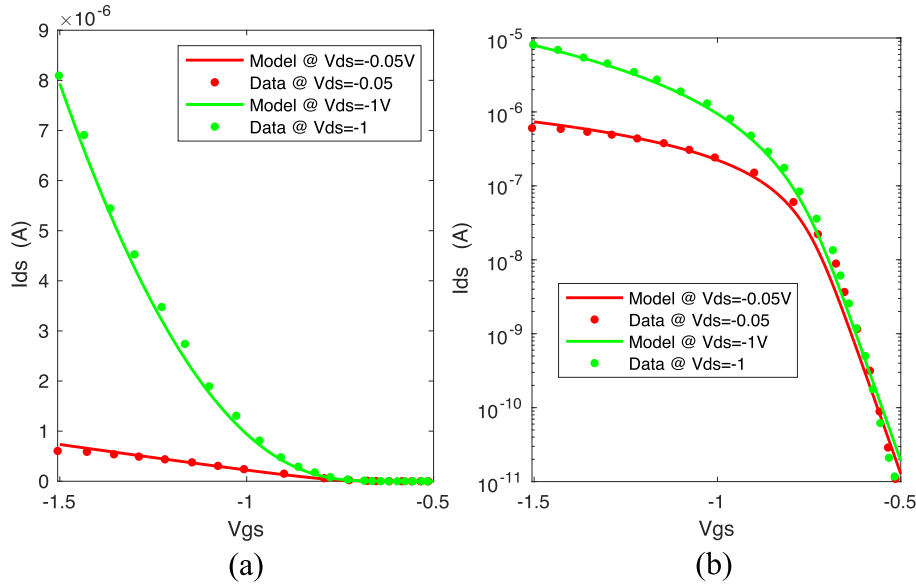 ×10⁻⁶
9
8
7
6
5
4
3
2
1
0
Ids (A)
Model @ Vds=-0.05V
Data @ Vds=-0.05
Model @ Vds=-1V
Data @ Vds=-1
-1.5
-1
-0.5
Vgs
(a)
10⁻⁵
10⁻⁶
10⁻⁷
10⁻⁸
10⁻⁹
10⁻¹⁰
10⁻¹¹
Ids (A)
Model @ Vds=-0.05V
Data @ Vds=-0.05
Model @ Vds=-1V
Data @ Vds=-1
-1.5
-1
-0.5
Vgs
(b)